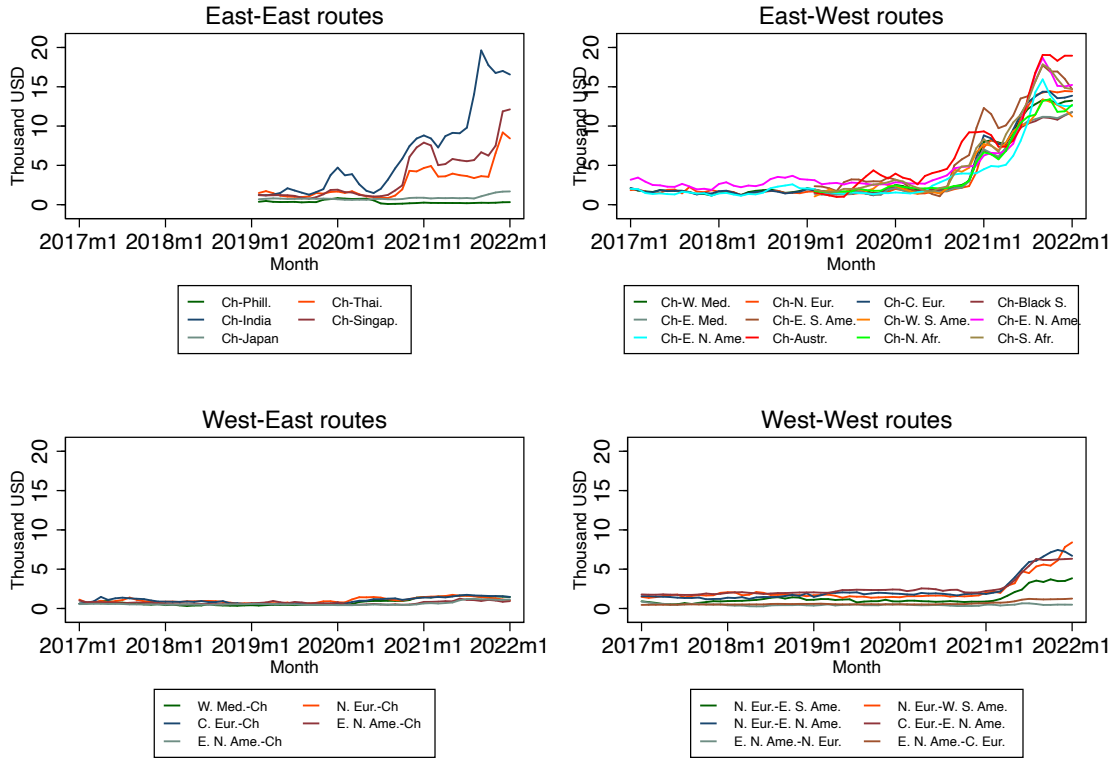 East-East routes
Thousand USD
20
15
10
5
0
2017m1 2018m1 2019m1 2020m1 2021m1 2022m1
Month
Ch-Phill. Ch-Thai.
Ch-India Ch-Singap.
Ch-Japan
East-West routes
Thousand USD
20
15
10
5
0
2017m1 2018m1 2019m1 2020m1 2021m1 2022m1
Month
Ch-W. Med. Ch-N. Eur. Ch-C. Eur. Ch-Black S.
Ch-E. Med. Ch-E. S. Ame. Ch-W. S. Ame. Ch-E. N. Ame.
Ch-E. N. Ame. Ch-Austr. Ch-N. Afr. Ch-S. Afr.
West-East routes
Thousand USD
20
15
10
5
0
2017m1 2018m1 2019m1 2020m1 2021m1 2022m1
Month
W. Med.-Ch N. Eur.-Ch
C. Eur.-Ch E. N. Ame.-Ch
E. N. Ame.-Ch
West-West routes
Thousand USD
20
15
10
5
0
2017m1 2018m1 2019m1 2020m1 2021m1 2022m1
Month
N. Eur.-E. S. Ame. N. Eur.-W. S. Ame.
N. Eur.-E. N. Ame. C. Eur.-E. N. Ame.
E. N. Ame.-N. Eur. E. N. Ame.-C. Eur.